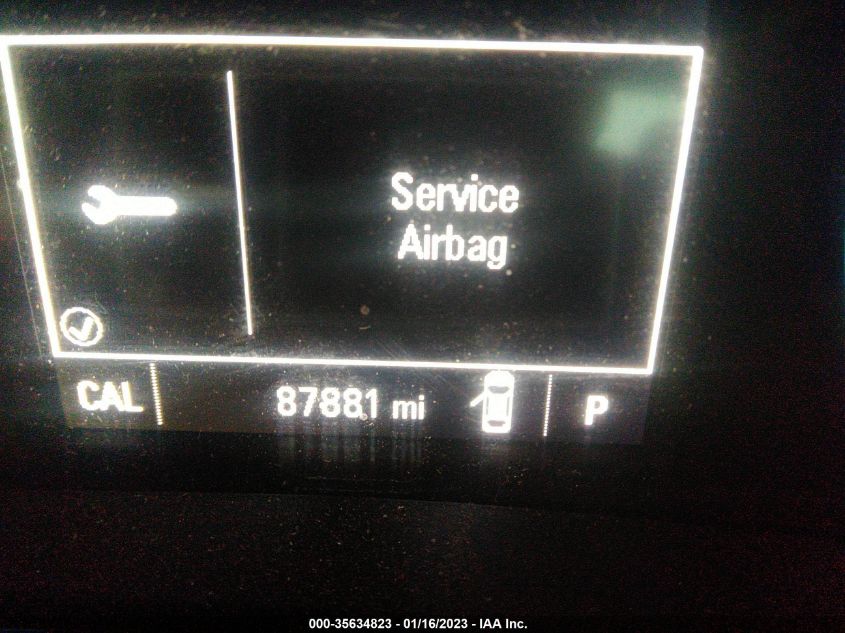 Service
Airbag
CAL 87881 mi P
000-35634823 - 01/16/2023 - IAA Inc.